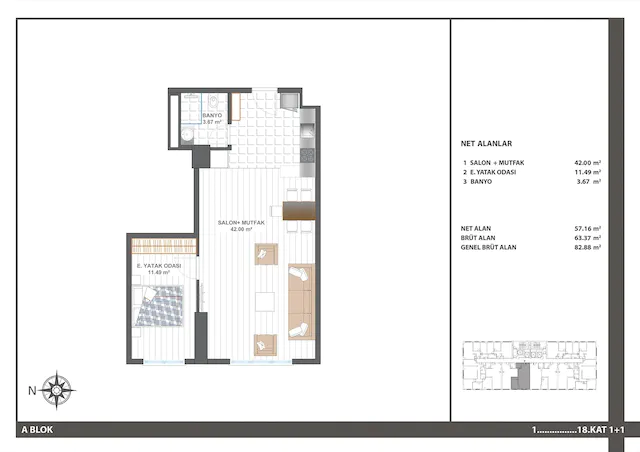 BANYO
3.67 m²
SALON+ MUTFAK
42.00 m²
E. YATAK ODASI
11.49 m²
N
NET ALANLAR
1 SALON + MUTFAK 42.00 m²
2 E. YATAK ODASI 11.49 m²
3 BANYO 3.67 m²
NET ALAN 57.16 m²
BRÜT ALAN 63.37 m²
GENEL BRÜT ALAN 82.88 m²
A BLOK
1................18.KAT 1+1